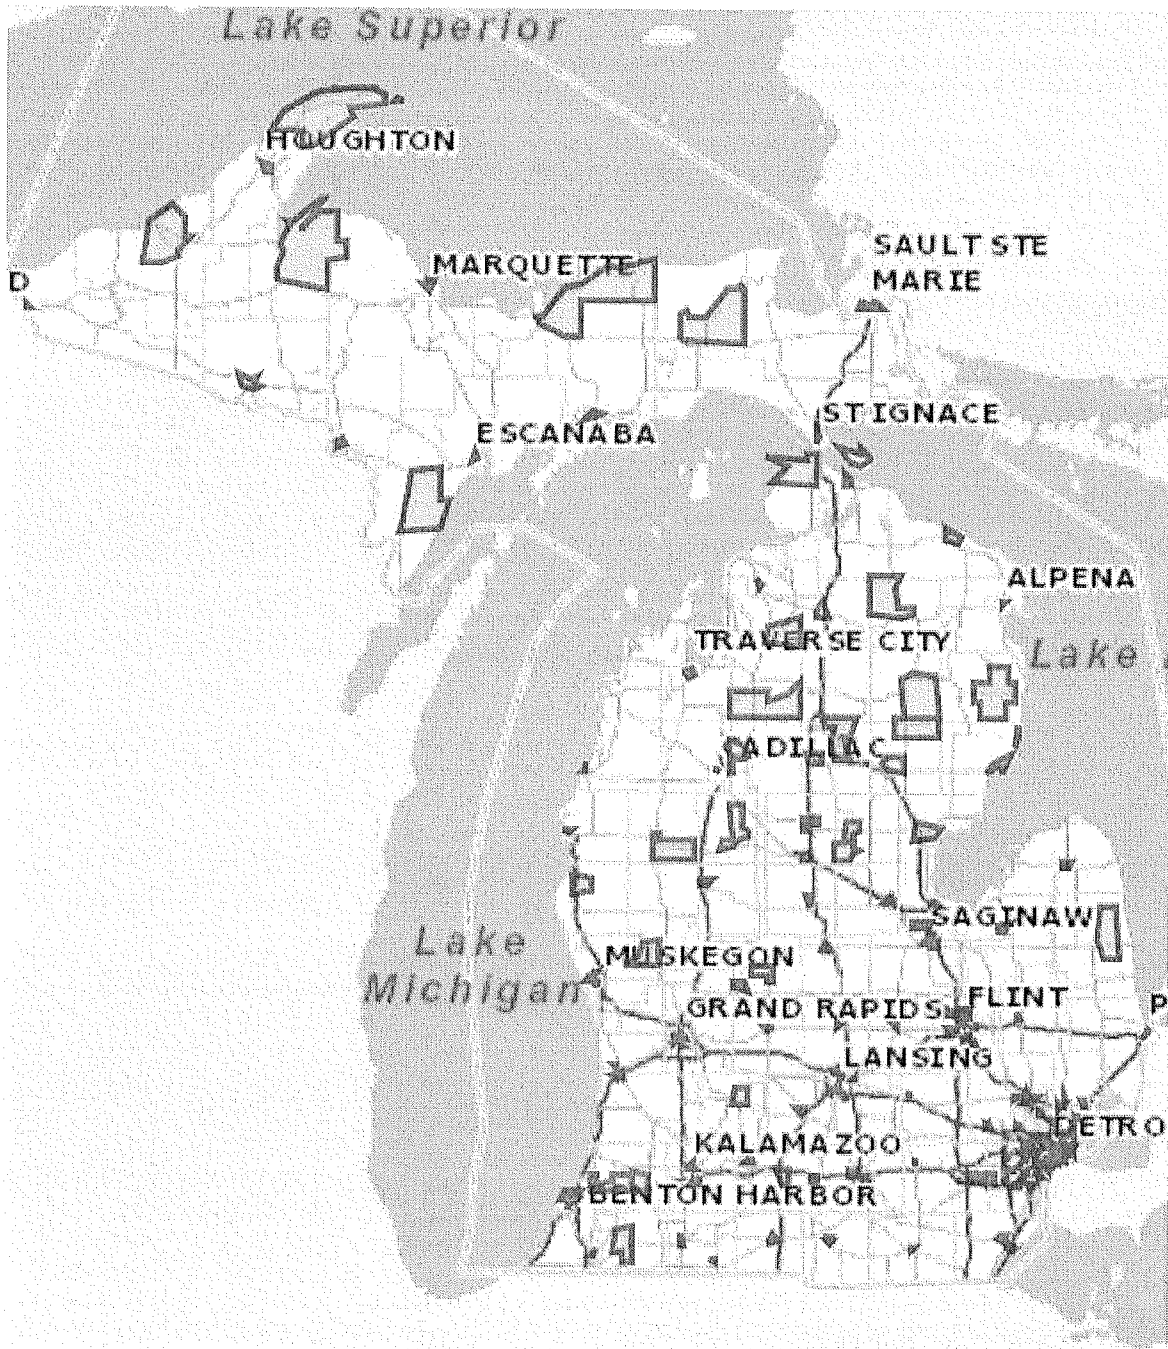 Lake Superior
HOUGHTON
SAULT STE
MARIE
MARQUETTE
D
ST IGNACE
ESCANABA
ALPENA
TRAVERSE CITY
Lake
CADILLAC
SAGINAW
Lake
Michigan
MUSKEGON
FLINT
P
GRAND RAPIDS
LANSING
DETRO
KALAMAZOO
BENTON HARBOR